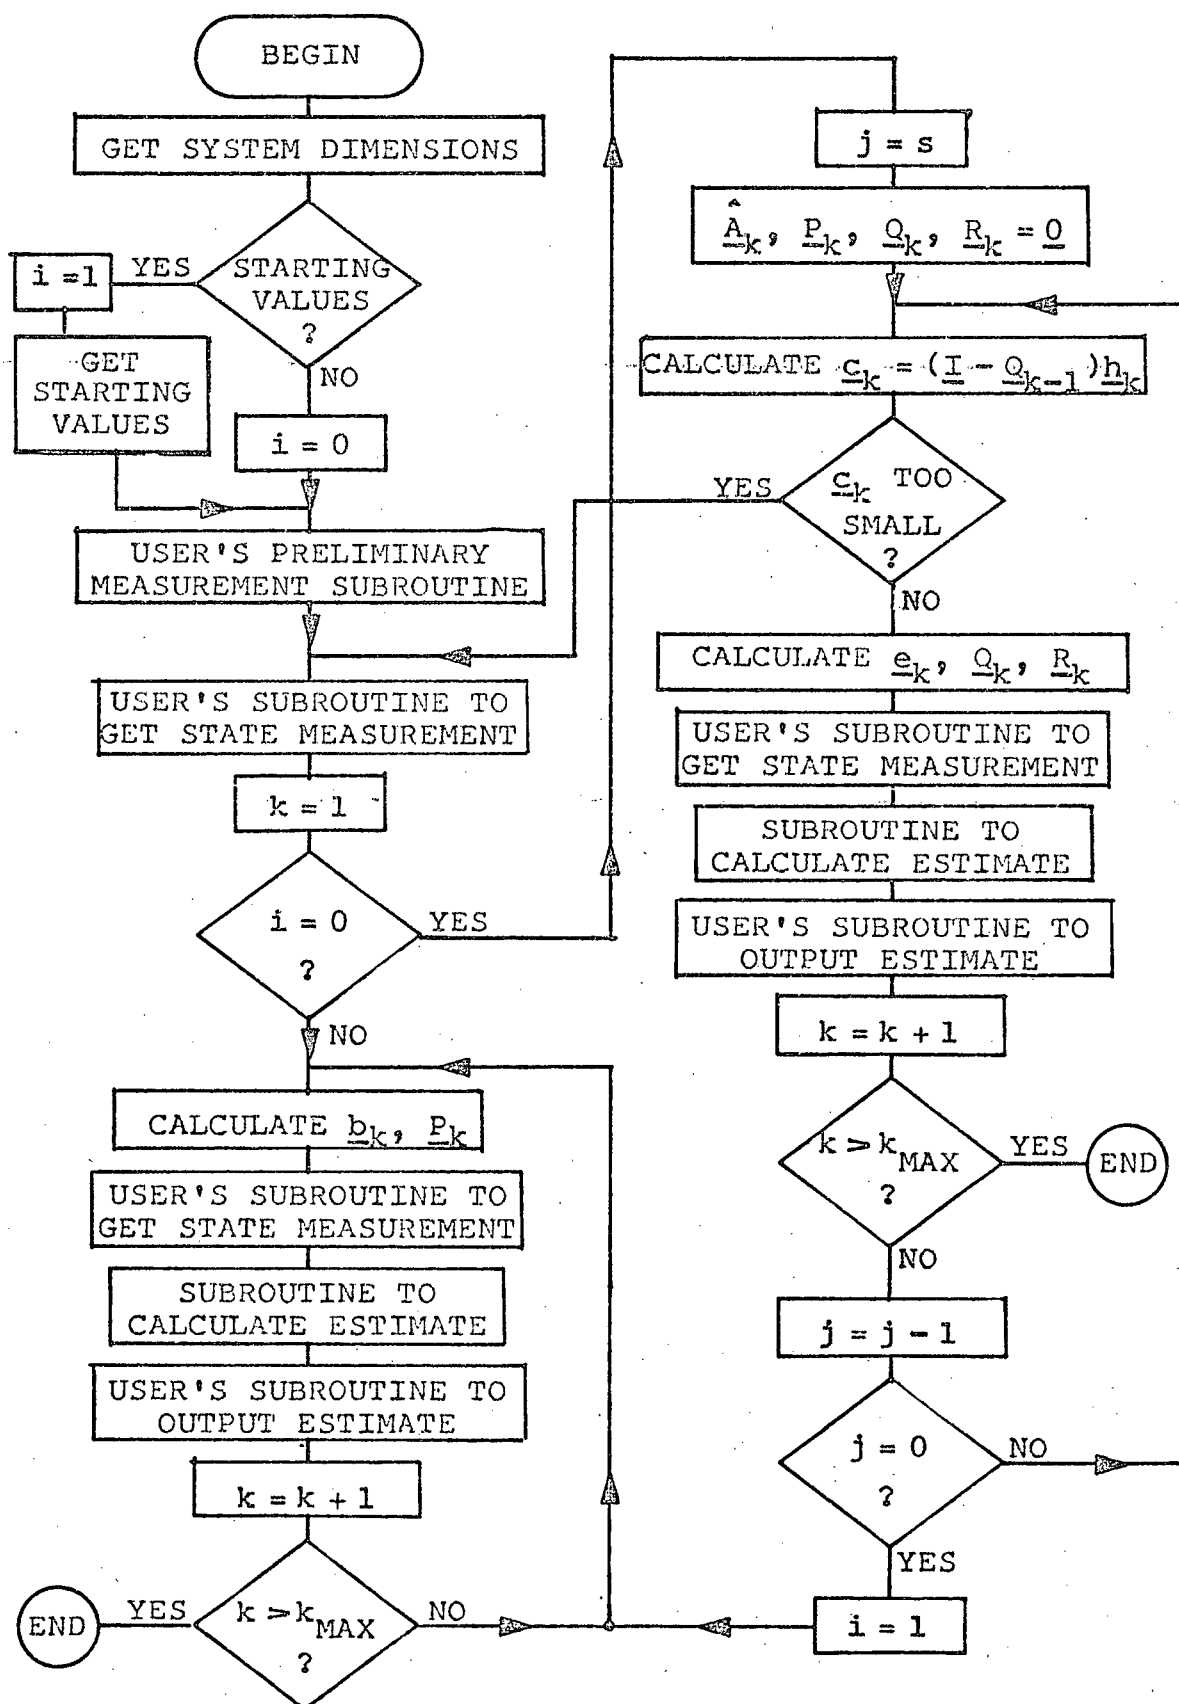 BEGIN
GET SYSTEM DIMENSIONS
STARTING
VALUES
?
YES
i = 1
GET
STARTING
VALUES
NO
i = 0
USER'S PRELIMINARY
MEASUREMENT SUBROUTINE
USER'S SUBROUTINE TO
GET STATE MEASUREMENT
k = 1
i = 0
?
YES
NO
CALCULATE b_k, P_k
USER'S SUBROUTINE TO
GET STATE MEASUREMENT
SUBROUTINE TO
CALCULATE ESTIMATE
USER'S SUBROUTINE TO
OUTPUT ESTIMATE
k = k + 1
k > k_MAX
?
YES
END
NO
j = s
Â_k, P_k, Q_k, R_k = 0
CALCULATE c_k = (I - Q_k-1)h_k
c_k TOO
SMALL
?
YES
NO
CALCULATE e_k, Q_k, R_k
USER'S SUBROUTINE TO
GET STATE MEASUREMENT
SUBROUTINE TO
CALCULATE ESTIMATE
USER'S SUBROUTINE TO
OUTPUT ESTIMATE
k = k + 1
k > k_MAX
?
YES
END
NO
j = j - 1
j = 0
?
NO
YES
i = 1